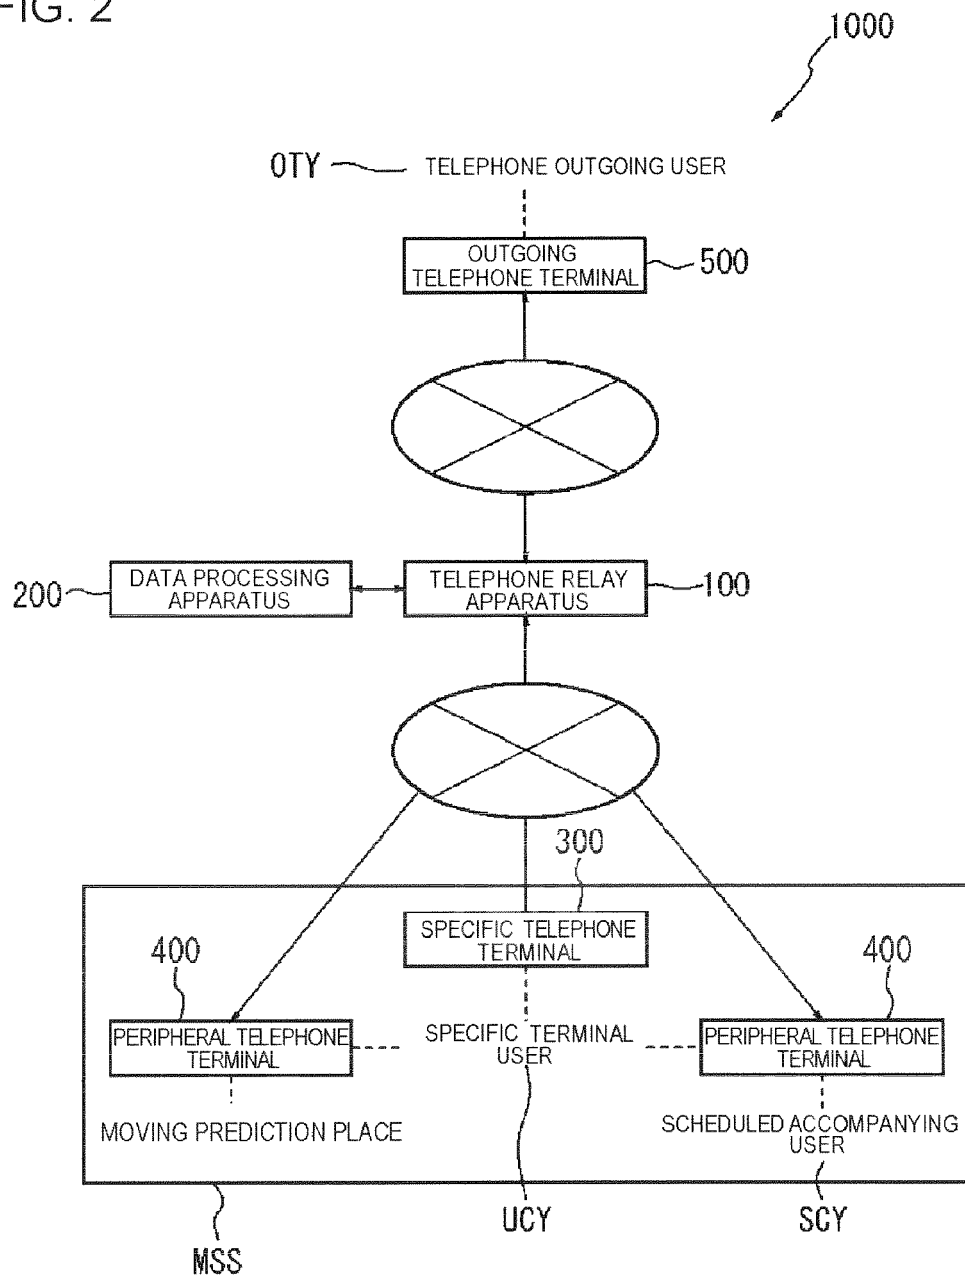 FIG. 2
1000
OTY
TELEPHONE OUTGOING USER
OUTGOING
TELEPHONE TERMINAL
500
200
DATA PROCESSING
APPARATUS
TELEPHONE RELAY
APPARATUS
100
300
SPECIFIC TELEPHONE
TERMINAL
400
400
PERIPHERAL TELEPHONE
TERMINAL
SPECIFIC TERMINAL
USER
PERIPHERAL TELEPHONE
TERMINAL
MOVING PREDICTION PLACE
SCHEDULED ACCOMPANYING
USER
UCY
SCY
MSS